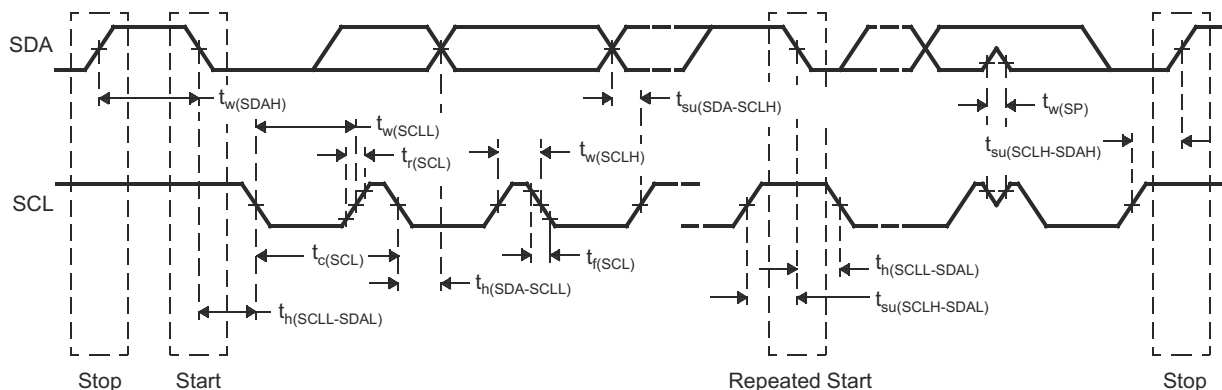 SDA
t_w(SDAH)
t_su(SDA-SCLH)
t_w(SP)
t_w(SCLL)
t_r(SCL)
t_w(SCLH)
t_su(SCLH-SDAH)
SCL
t_c(SCL)
t_f(SCL)
t_h(SCLL-SDAL)
t_h(SDA-SCLL)
t_su(SCLH-SDAL)
t_h(SCLL-SDAL)
Stop
Start
Repeated Start
Stop